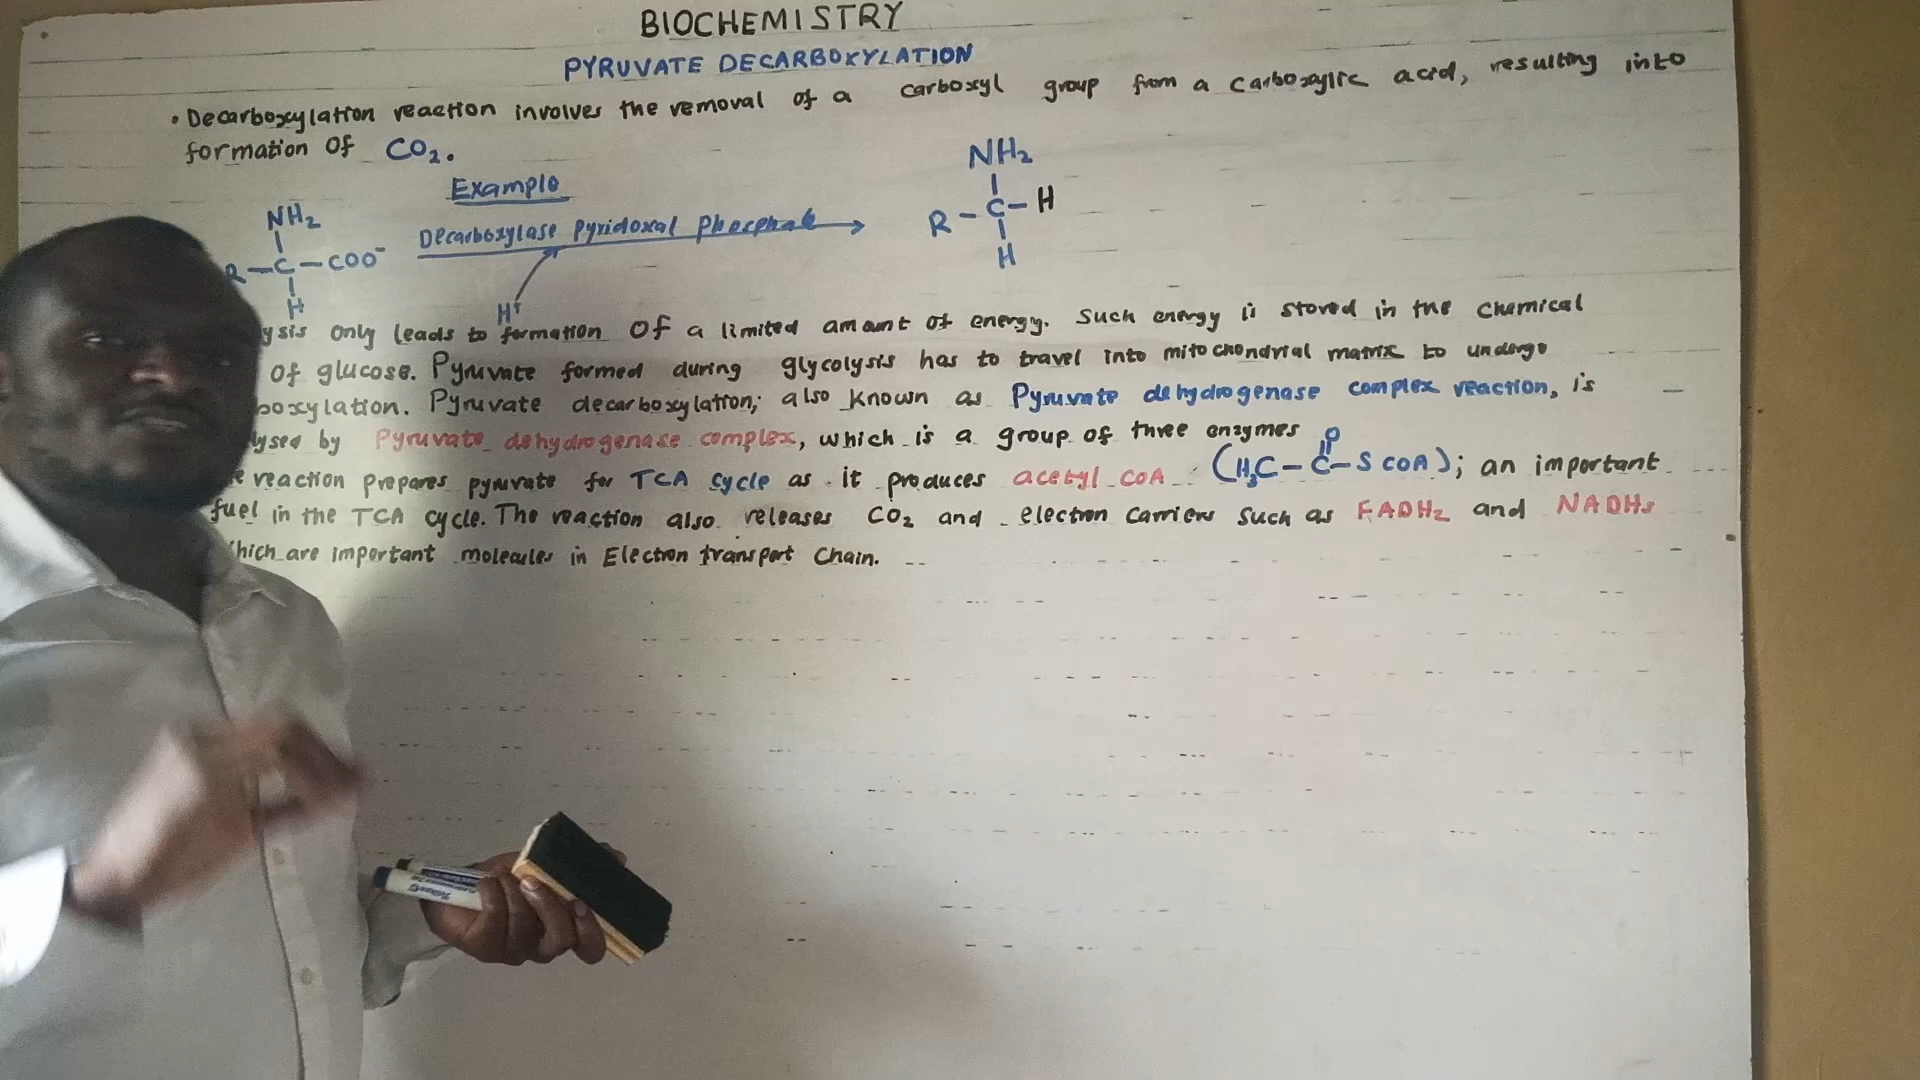 BIOCHEMISTRY
PYRUVATE DECARBOXYLATION
• Decarboxylation reaction involves the removal of a carboxyl group from a carboxylic acid, resulting into
formation of CO₂.
Example
NH₂
R-C-COO⁻
H
Decarboxylase pyridoxal phosphate
H⁺
NH₂
R-C-H
H
ysis only leads to formation of a limited amount of energy. Such energy is stored in the chemical
of glucose. Pyruvate formed during glycolysis has to travel into mitochondrial matrix to undergo
boxylation. Pyruvate decarboxylation; also known as Pyruvate dehydrogenase complex reaction, is
lysed by Pyruvate dehydrogenase complex, which is a group of three enzymes
e reaction prepares pyruvate for TCA cycle as it produces acetyl COA (H₃C-C-S COA); an important
O
fuel in the TCA cycle. The reaction also releases CO₂ and electron carriers such as FADH₂ and NADHs
which are important molecules in Electron transport Chain.